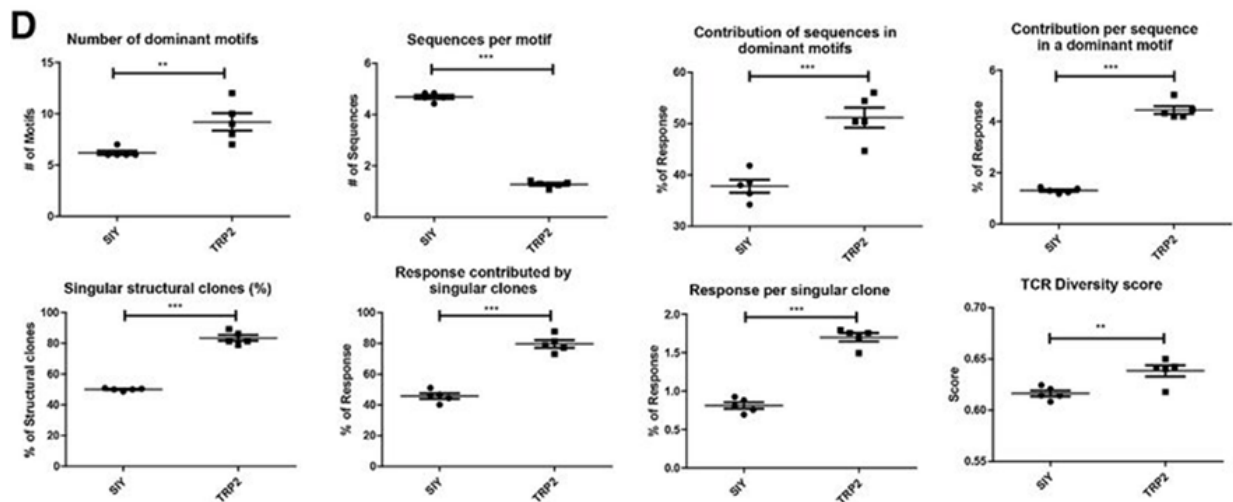 D
Number of dominant motifs
**
# of Motifs
15
10
5
0
SIY
TRP2
Sequences per motif
***
# of Sequences
6
4
2
0
SIY
TRP2
Contribution of sequences in
dominant motifs
***
% of Response
60
50
40
30
SIY
TRP2
Contribution per sequence
in a dominant motif
***
% of Response
6
4
2
0
SIY
TRP2
Singular structural clones (%)
***
% of Structural clones
100
80
60
40
20
0
SIY
TRP2
Response contributed by
singular clones
***
% of Response
100
80
60
40
20
0
SIY
TRP2
Response per singular clone
***
% of Response
2.0
1.5
1.0
0.5
0.0
SIY
TRP2
TCR Diversity score
**
Score
0.70
0.65
0.60
0.55
SIY
TRP2